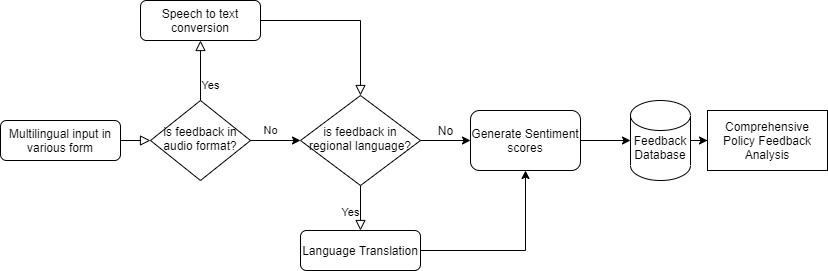 Speech to text
conversion
Yes
Multilingual input in
various form
is feedback in
audio format?
No
is feedback in
regional language?
No
Generate Sentiment
scores
Feedback
Database
Comprehensive
Policy Feedback
Analysis
Yes
Language Translation